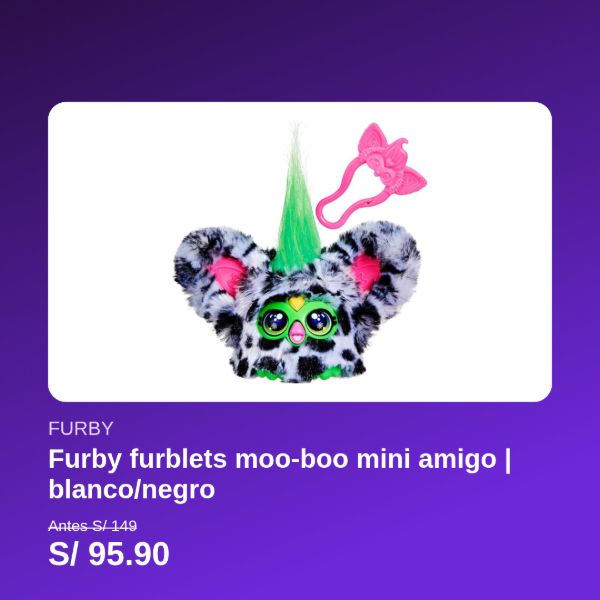 FURBY
Furby furblets moo-boo mini amigo |
blanco/negro
Antes S/ 149
S/ 95.90